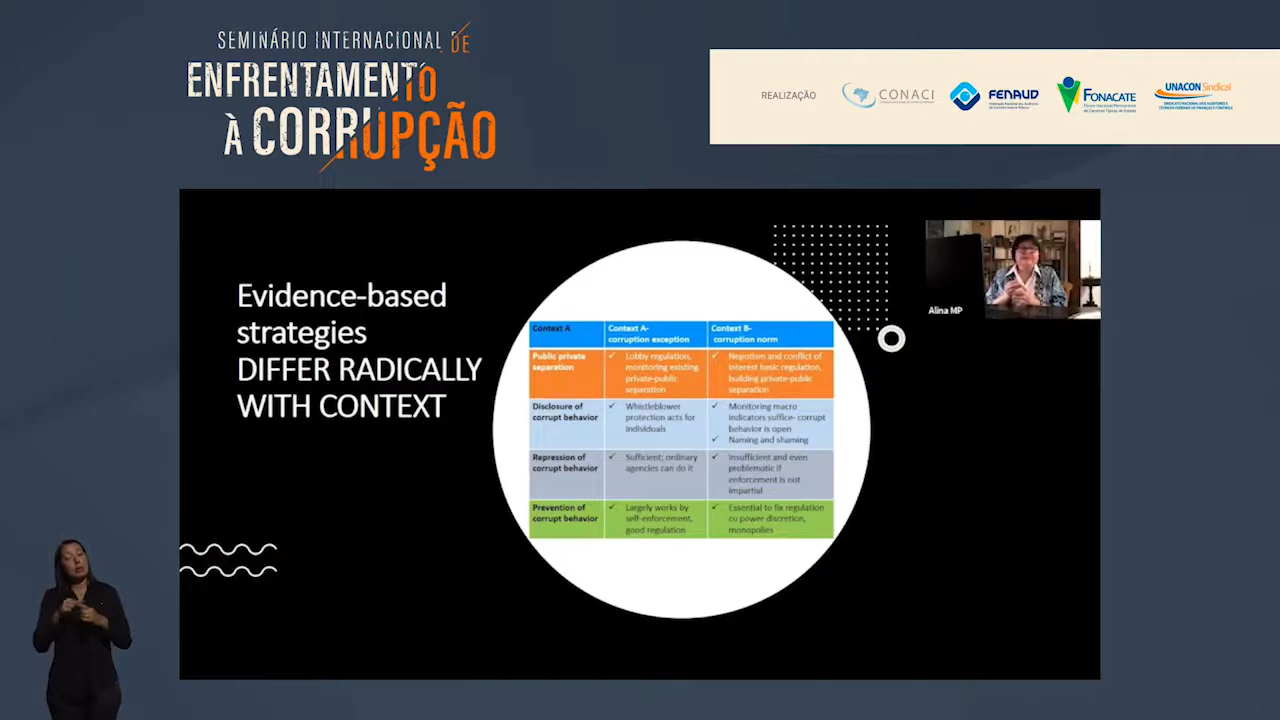 SEMINÁRIO INTERNACIONAL DE
ENFRENTAMENTO
À CORRUPÇÃO
REALIZAÇÃO
CONACI
FENAUD
FONACATE
UNACON Sindical
Evidence-based
strategies
DIFFER RADICALLY
WITH CONTEXT
Alina MP
Context A
Context A-
corruption exception
Context B-
corruption norm
Public private
separation
✓ Lobby regulation,
monitoring existing
private-public
separation
✓ Nepotism and conflict of
interest basic regulation,
building private-public
separation
Disclosure of
corrupt behavior
✓ Whistleblower
protection acts for
individuals
✓ Monitoring macro
indicators suffice- corrupt
behavior is open
✓ Naming and shaming
Repression of
corrupt behavior
✓ Sufficient; ordinary
agencies can do it
✓ Insufficient and even
problematic if
enforcement is not
impartial
Prevention of
corrupt behavior
✓ Largely works by
self-enforcement,
good regulation
✓ Essential to fix regulation
cu power discretion,
monopolies